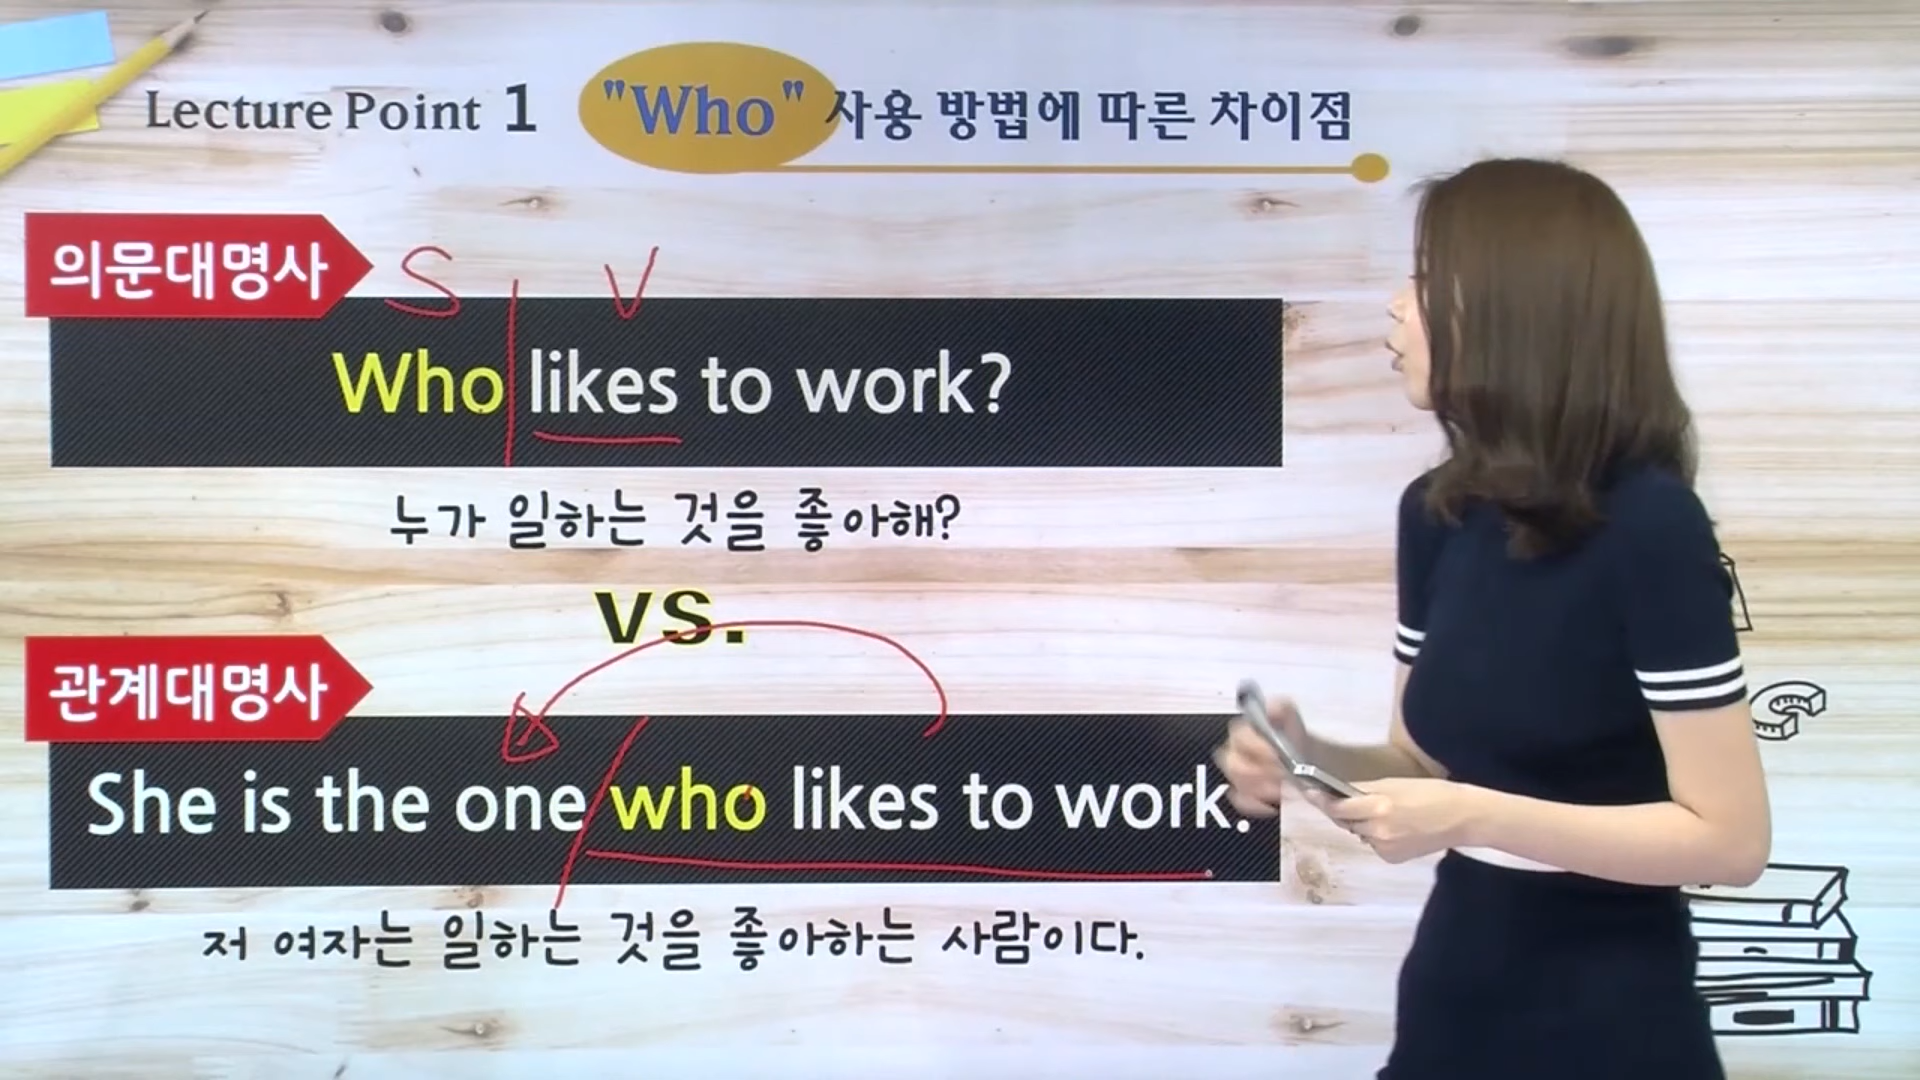 Lecture Point 1 "Who" 사용 방법에 따른 차이점
의문대명사
S V
Who likes to work?
누가 일하는 것을 좋아해?
vs.
관계대명사
She is the one who likes to work.
저 여자는 일하는 것을 좋아하는 사람이다.